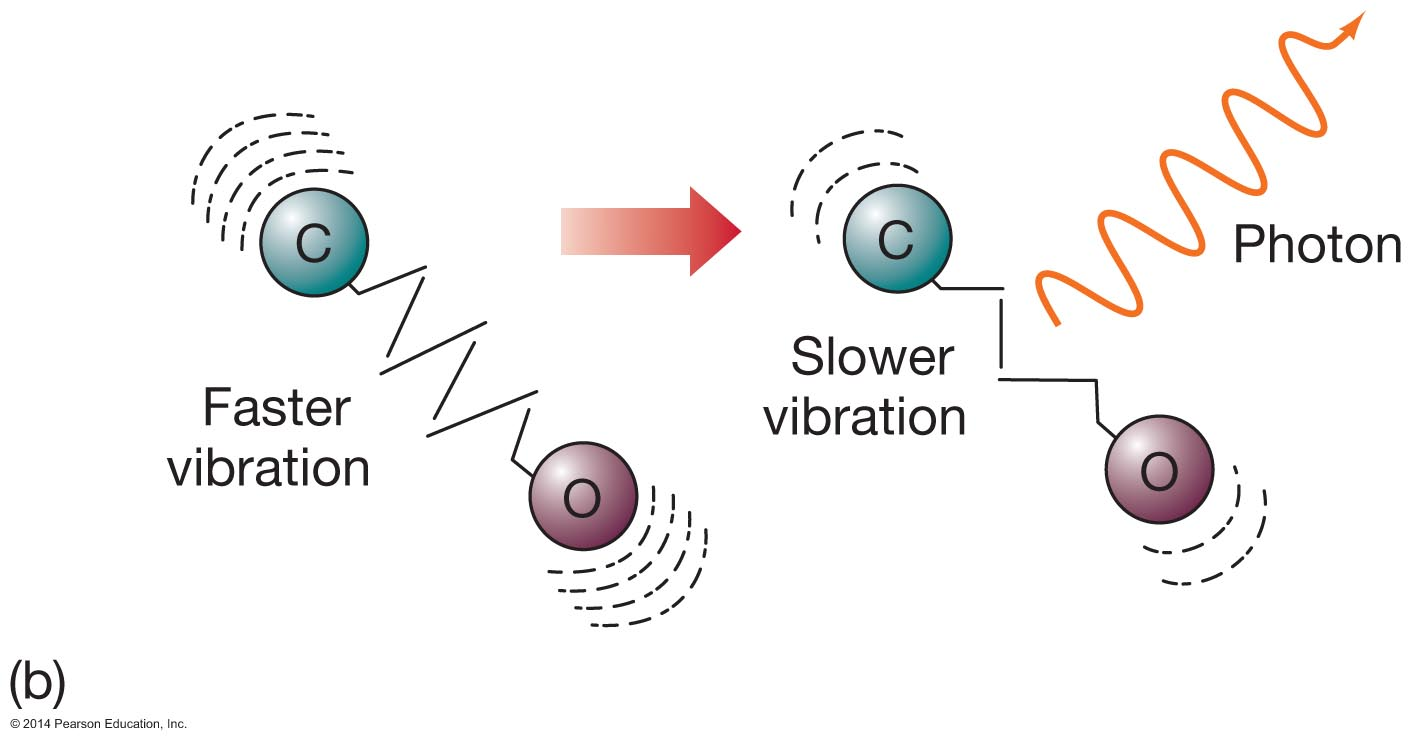 C
O
Faster
vibration
C
O
Slower
vibration
Photon
(b)
© 2014 Pearson Education, Inc.